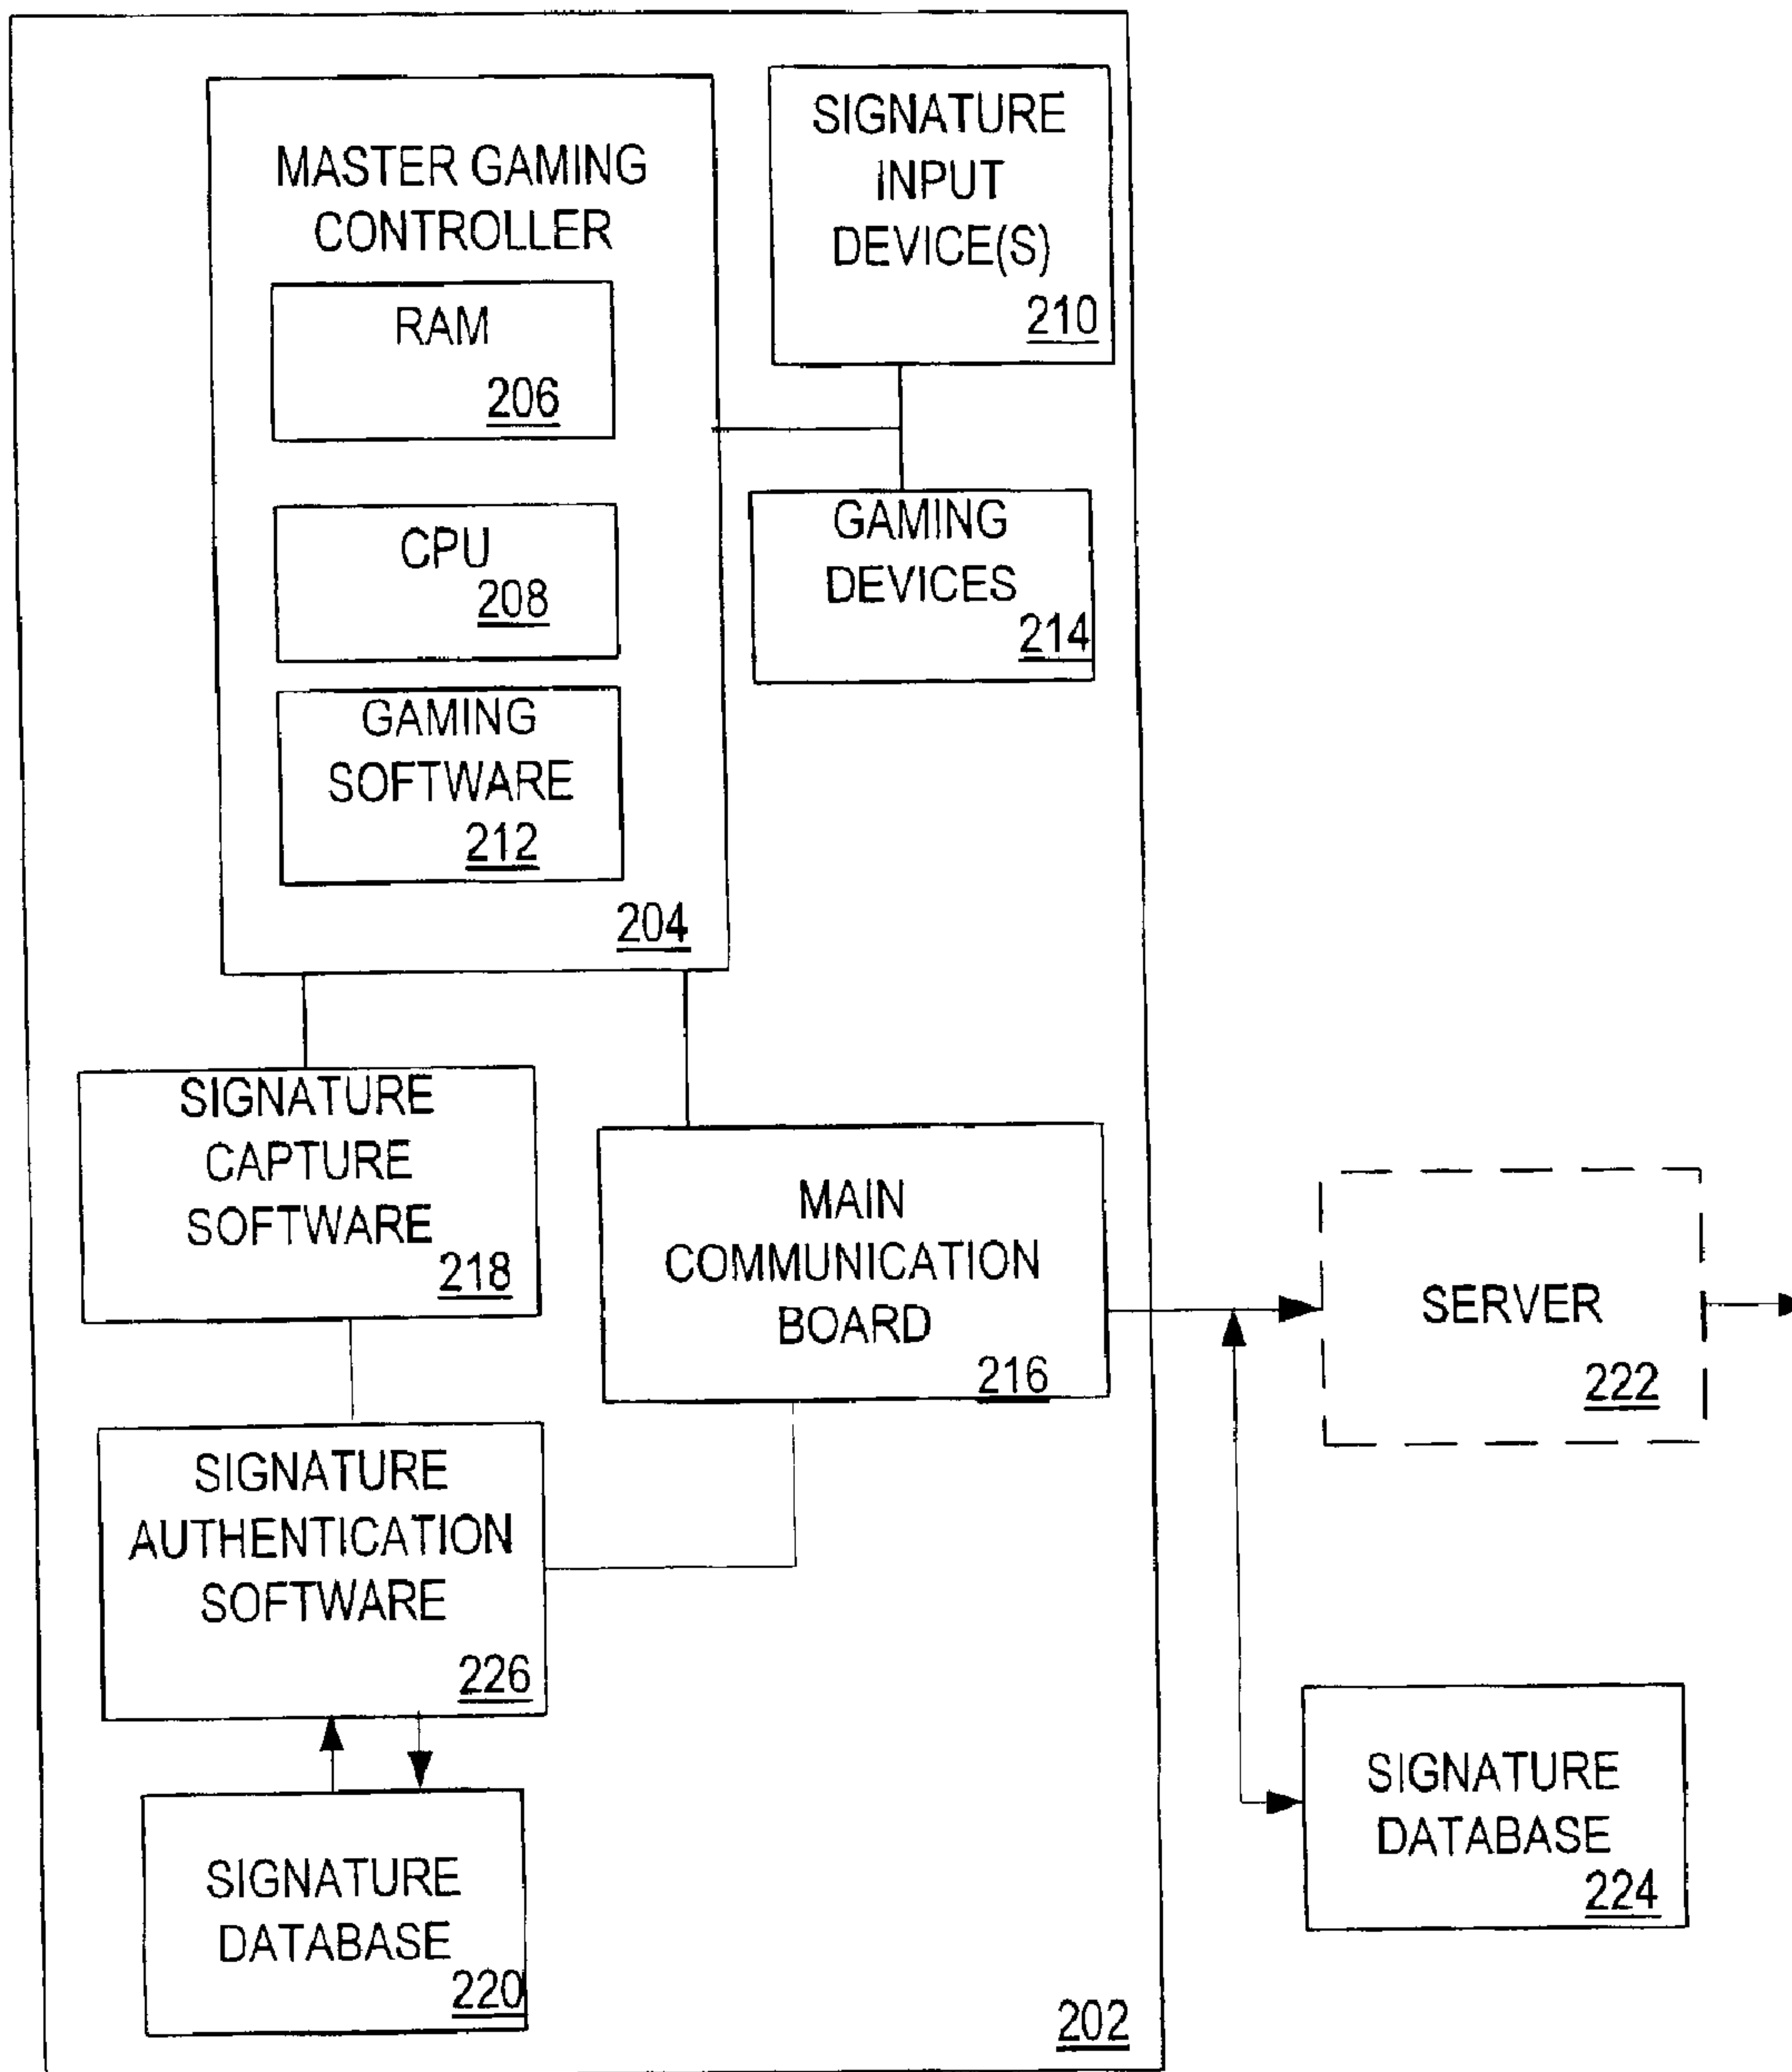 MASTER GAMING
CONTROLLER
RAM
206
CPU
208
GAMING
SOFTWARE
212
204
SIGNATURE
INPUT
DEVICE(S)
210
GAMING
DEVICES
214
SIGNATURE
CAPTURE
SOFTWARE
218
MAIN
COMMUNICATION
BOARD
216
SERVER
222
SIGNATURE
AUTHENTICATION
SOFTWARE
226
SIGNATURE
DATABASE
224
SIGNATURE
DATABASE
220
202